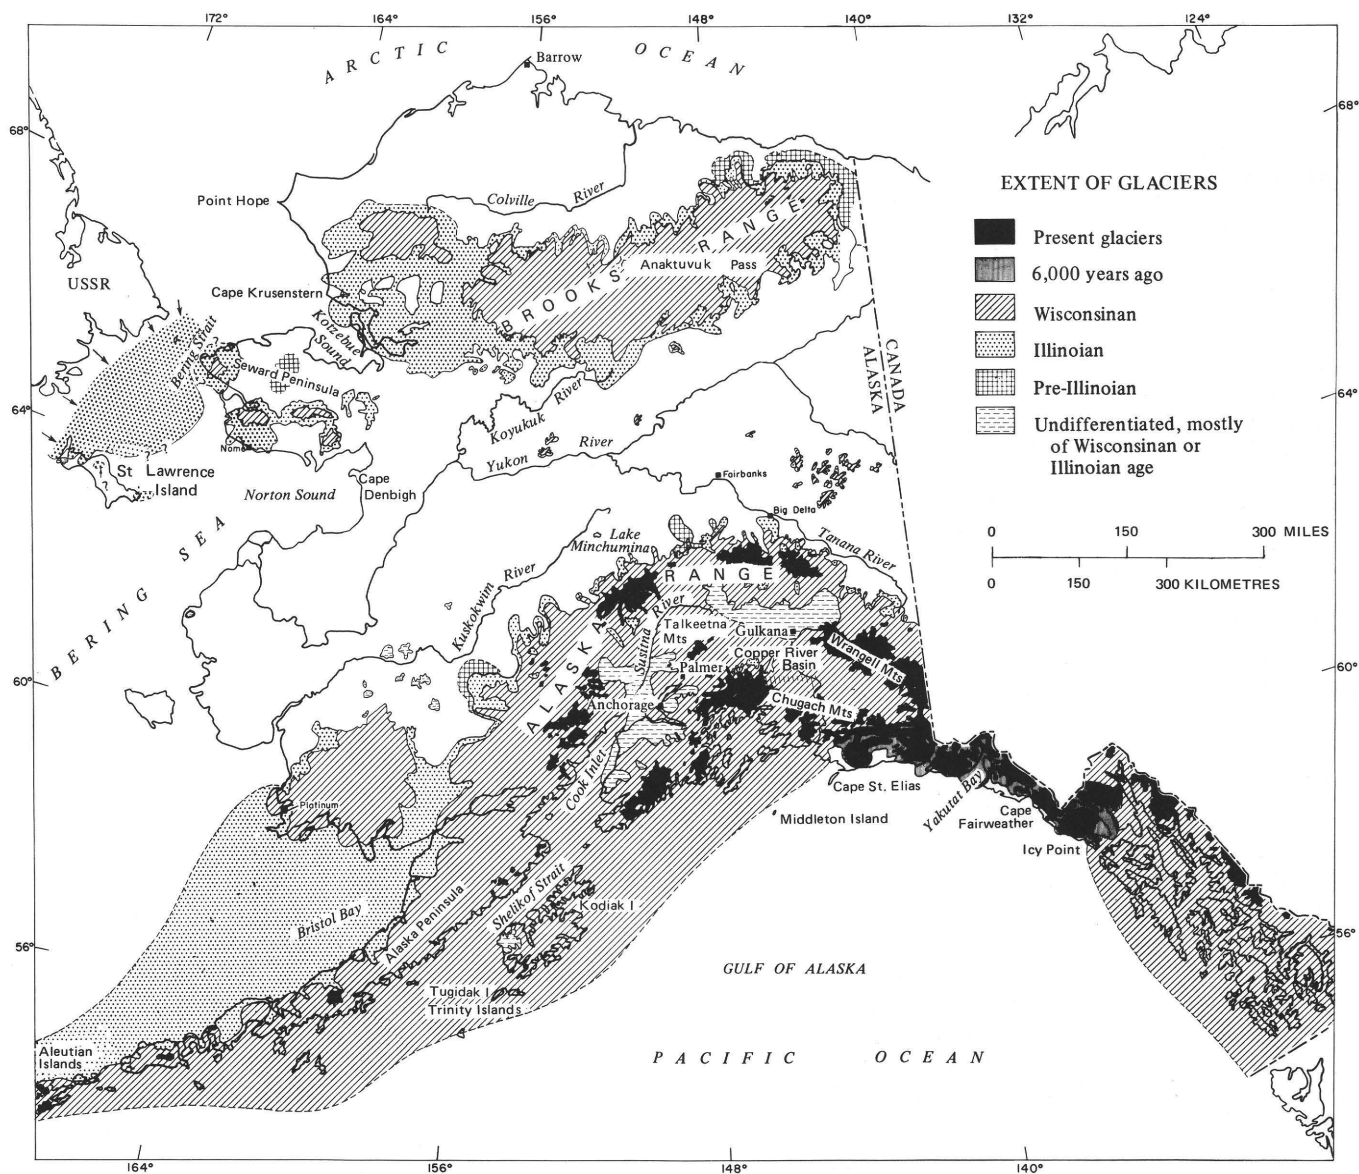 172° 164° 156° 148° 140° 132° 124°
ARCTIC OCEAN
Barrow
68° 68°
EXTENT OF GLACIERS
Present glaciers
6,000 years ago
Wisconsinan
Illinoian
Pre-Illinoian
Undifferentiated, mostly
of Wisconsinan or
Illinoian age
0 150 300 MILES
0 150 300 KILOMETRES
Point Hope
Colville River
BROOKS RANGE
Anaktuvuk Pass
USSR
Cape Krusenstern
Kotzebue
Sound
Bering Strait
?
Seward Peninsula
CANADA
ALASKA
64° 64°
Koyukuk River
Yukon River
Nome
? ?
St Lawrence
Island
?
?
Cape
Denbigh
Norton Sound
Fairbanks
Big Delta
Tanana River
BERING SEA
Lake
Minchumina
Kuskokwim River
ALASKA RANGE
Susitna River
Talkeetna
Mts
Gulkana
Copper River
Basin
Wrangell Mts
Palmer
60° 60°
Anchorage
Chugach Mts
Cook Inlet
Cape St. Elias
Yakutat Bay
Middleton Island
Cape
Fairweather
Icy Point
Platinum
Bristol Bay
Alaska Peninsula
Shelikof Strait
Kodiak I
56° 56°
GULF OF ALASKA
Tugidak I
Trinity Islands
PACIFIC OCEAN
Aleutian
Islands
164° 156° 148° 140°